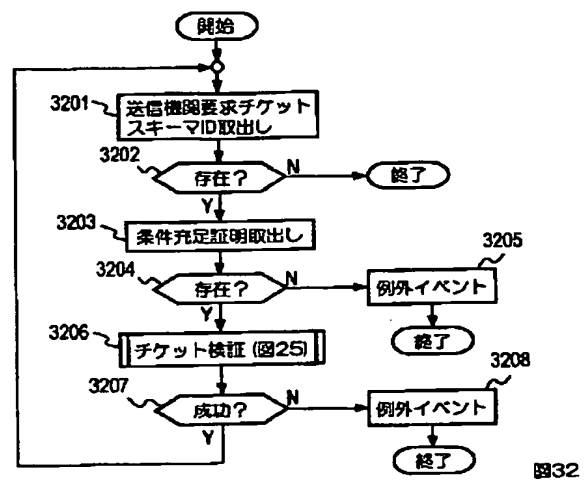 開始
3201
送信機関要求チケット
スキーマID取出し
3202
存在?
N
終了
Y
3203
条件充足証明取出し
3204
存在?
N
3205
例外イベント
終了
Y
3206
チケット検証(図25)
3207
成功?
N
3208
例外イベント
終了
Y
図32